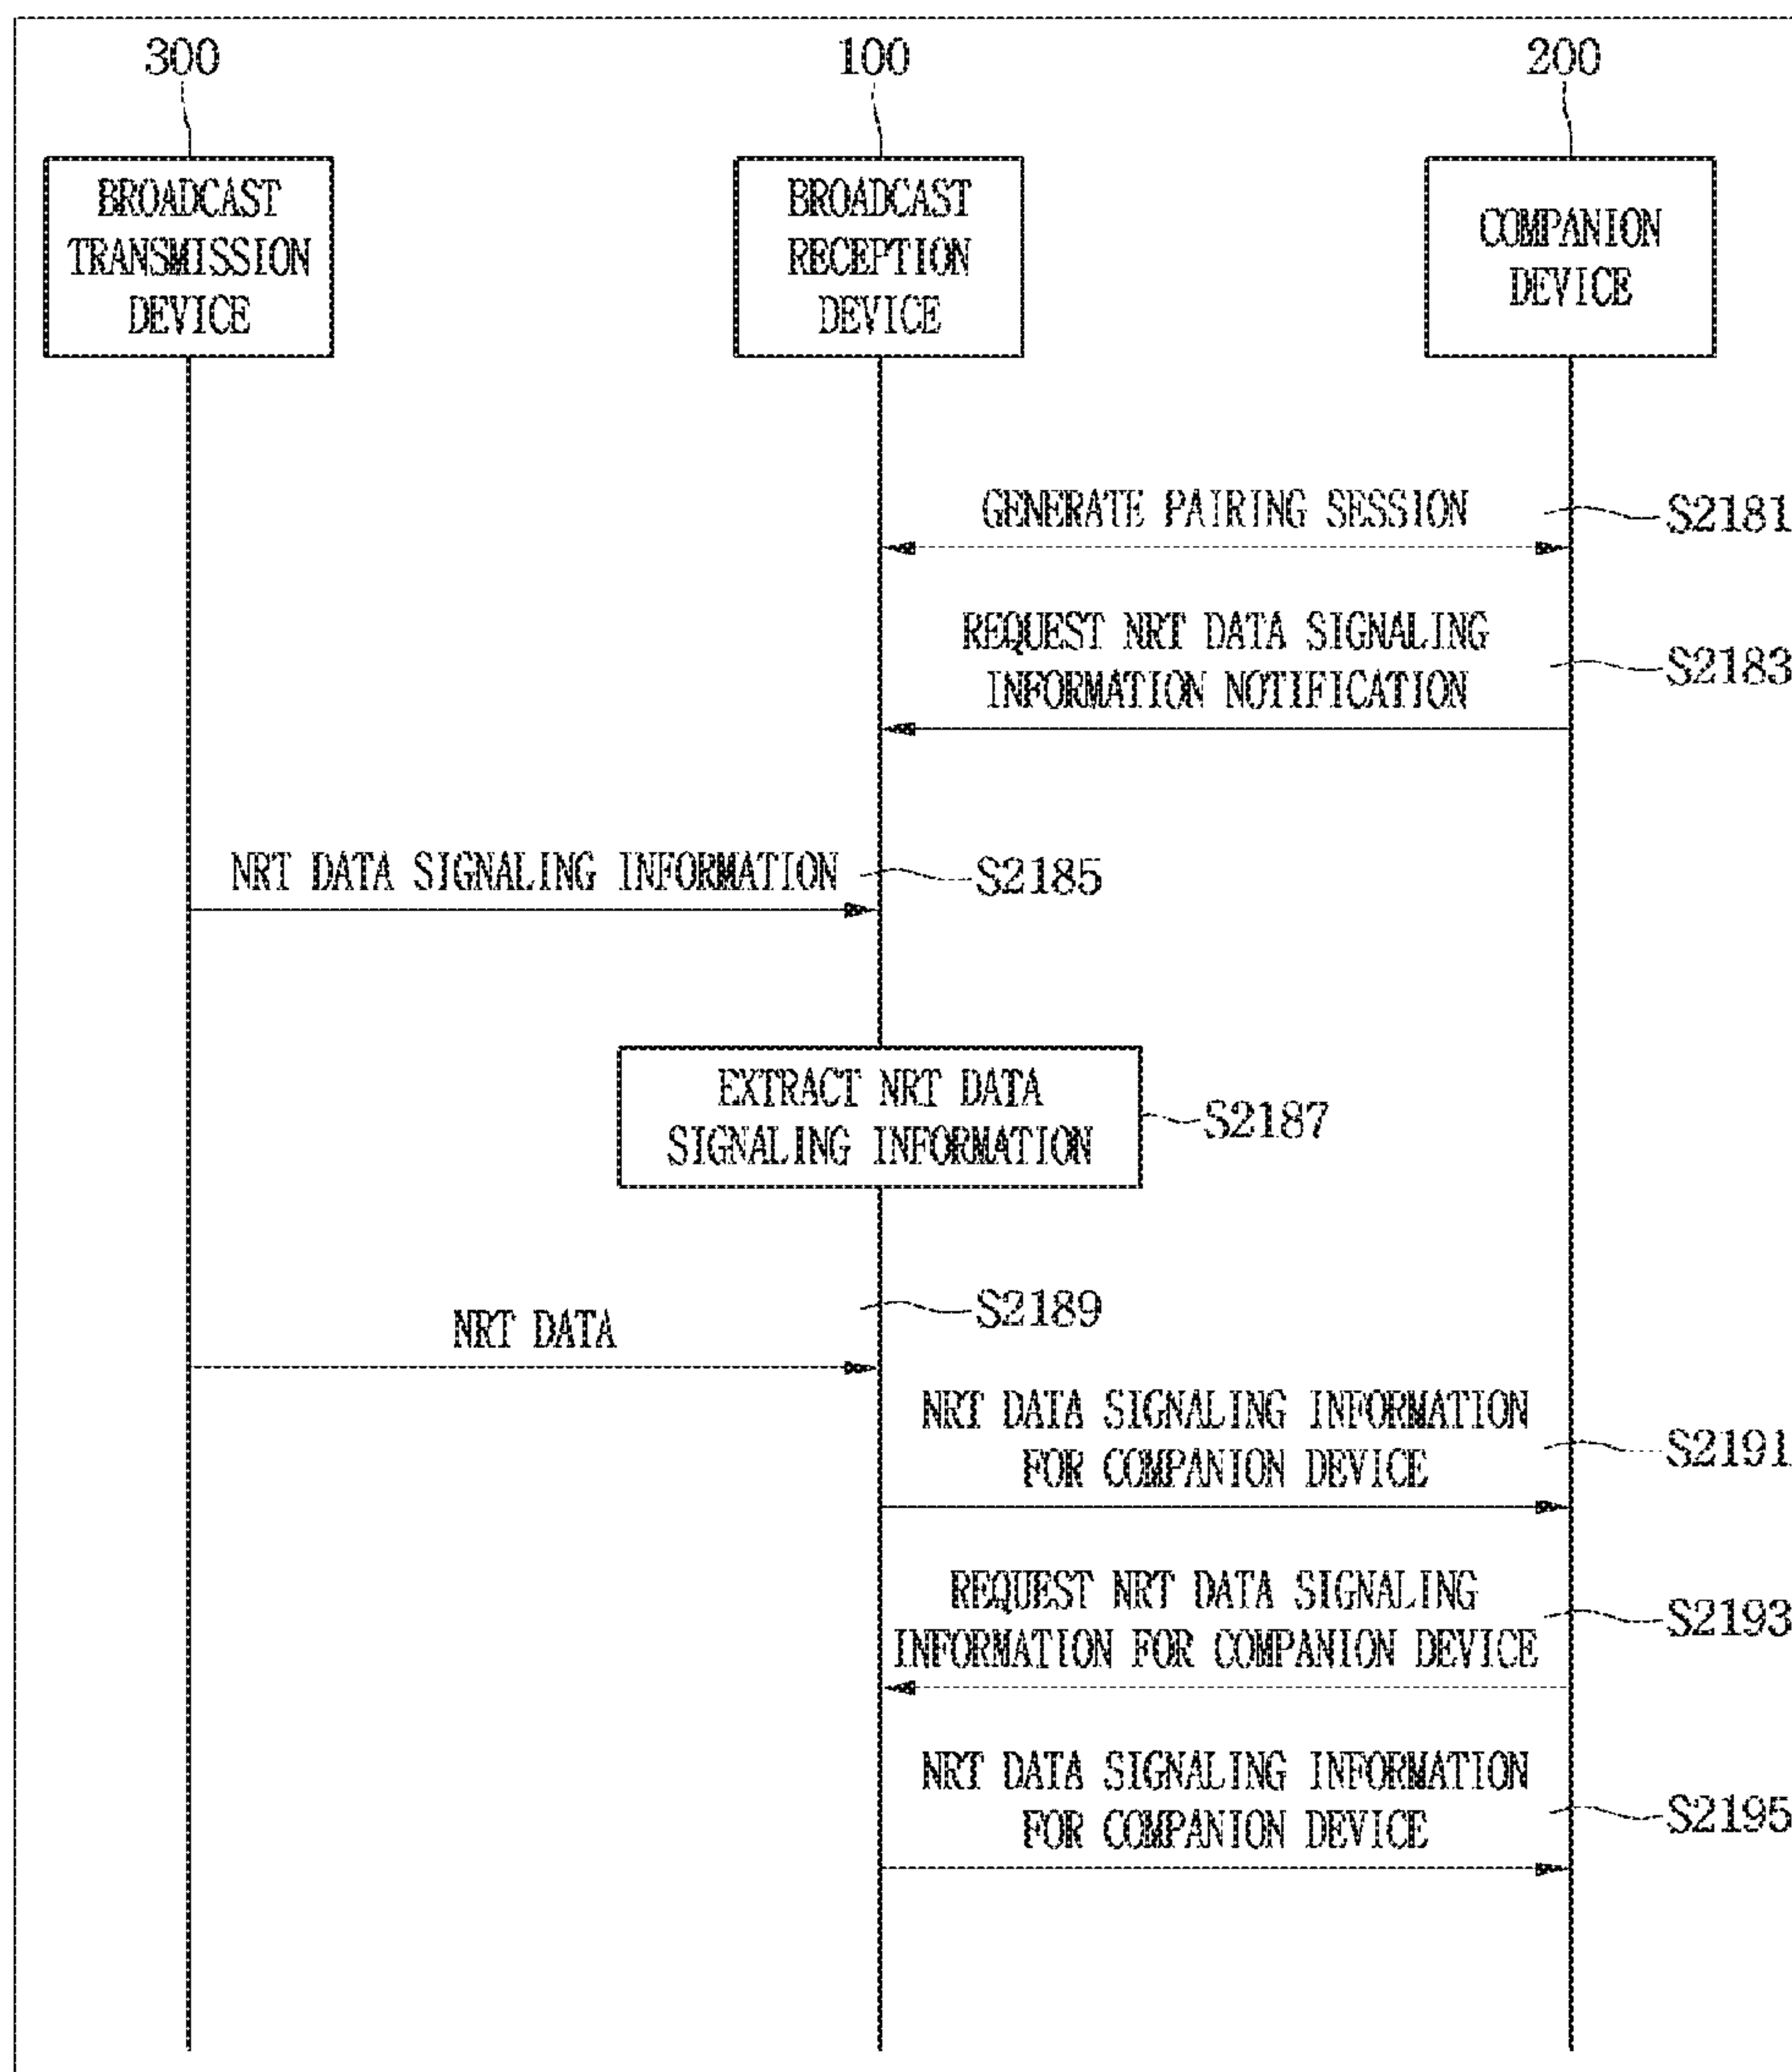 300
100
200
BROADCAST
TRANSMISSION
DEVICE
BROADCAST
RECEPTION
DEVICE
COMPANION
DEVICE
GENERATE PAIRING SESSION
S2181
REQUEST NRT DATA SIGNALING
INFORMATION NOTIFICATION
S2183
NRT DATA SIGNALING INFORMATION
S2185
EXTRACT NRT DATA
SIGNALING INFORMATION
S2187
NRT DATA
S2189
NRT DATA SIGNALING INFORMATION
FOR COMPANION DEVICE
S2191
REQUEST NRT DATA SIGNALING
INFORMATION FOR COMPANION DEVICE
S2193
NRT DATA SIGNALING INFORMATION
FOR COMPANION DEVICE
S2195